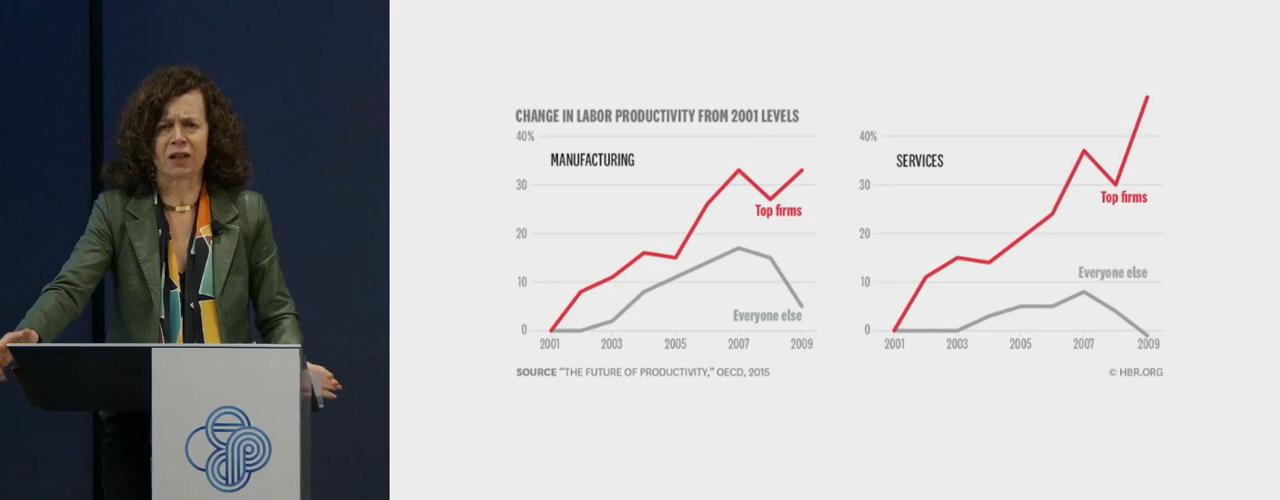 CHANGE IN LABOR PRODUCTIVITY FROM 2001 LEVELS
40%
MANUFACTURING
30
Top firms
20
10
Everyone else
0
2001 2003 2005 2007 2009
40%
SERVICES
30
Top firms
20
Everyone else
10
0
2001 2003 2005 2007 2009
SOURCE “THE FUTURE OF PRODUCTIVITY,” OECD, 2015
© HBR.ORG